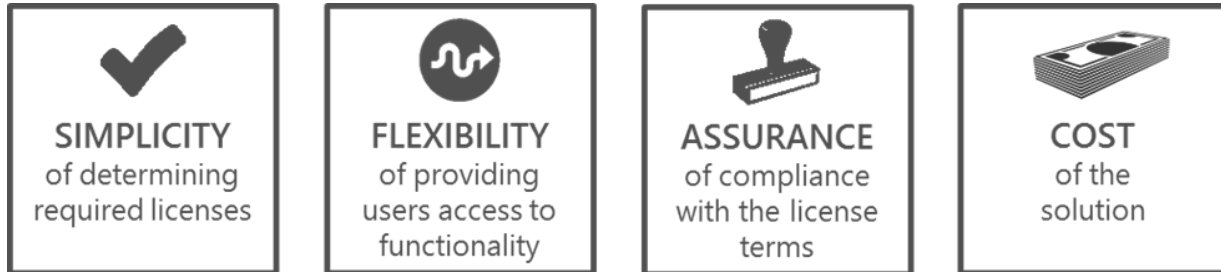 SIMPLICITY
of determining
required licenses
FLEXIBILITY
of providing
users access to
functionality
ASSURANCE
of compliance
with the license
terms
COST
of the
solution